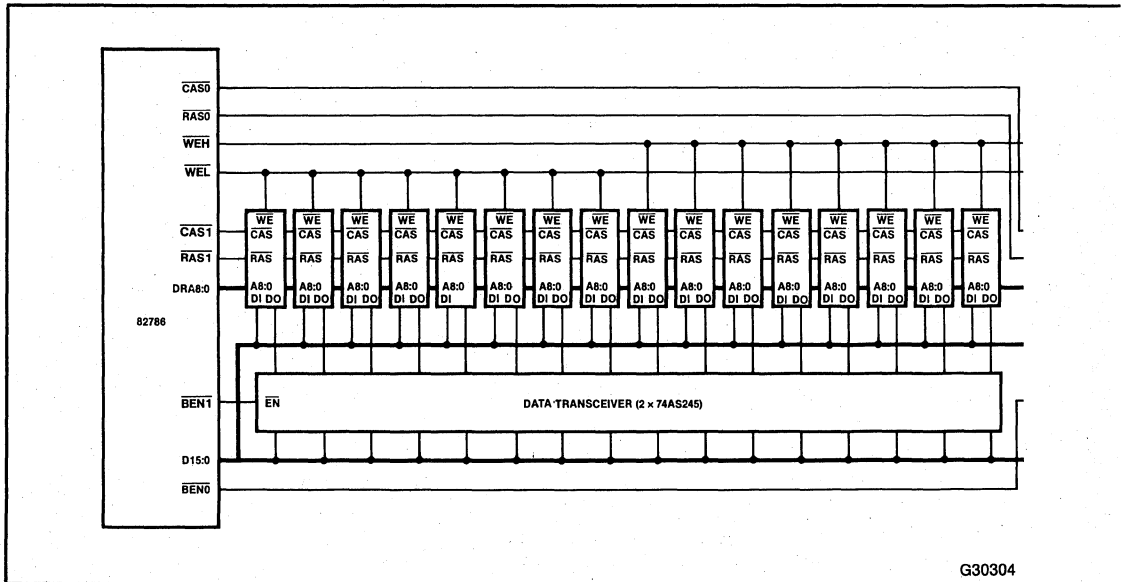 CAS0
RAS0
WEH
WEL
WE WE WE WE WE WE WE WE WE WE WE WE WE WE WE WE
CAS1 CAS CAS CAS CAS CAS CAS CAS CAS CAS CAS CAS CAS CAS CAS CAS CAS
RAS1 RAS RAS RAS RAS RAS RAS RAS RAS RAS RAS RAS RAS RAS RAS RAS RAS
DRA8:0 A8:0 A8:0 A8:0 A8:0 A8:0 A8:0 A8:0 A8:0 A8:0 A8:0 A8:0 A8:0 A8:0 A8:0 A8:0 A8:0
DI DO DI DO DI DO DI DO DI DI DO DI DO DI DO DI DO DI DO DI DO DI DO DI DO DI DO DI DO DI DO
82786
BEN1 EN DATA TRANSCEIVER (2 × 74AS245)
D15:0
BEN0
G30304